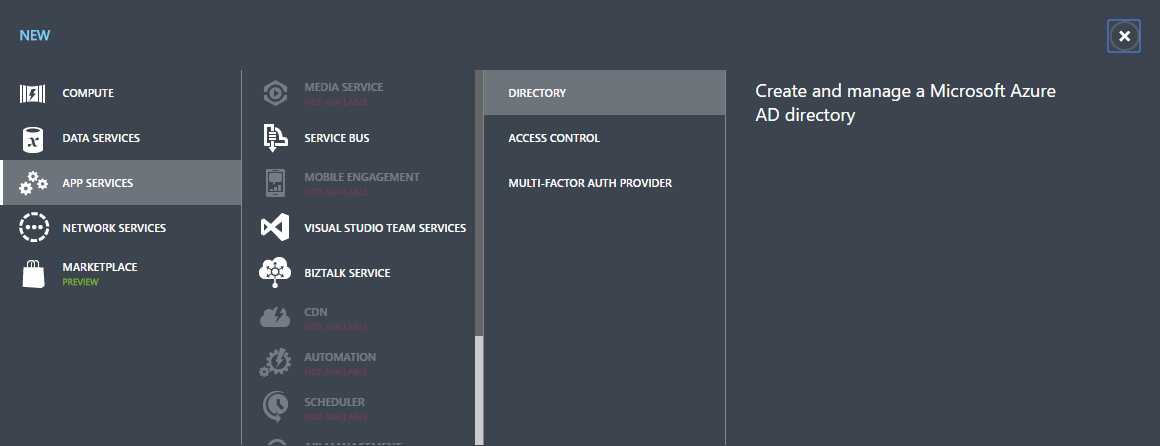 NEW
COMPUTE
DATA SERVICES
APP SERVICES
NETWORK SERVICES
MARKETPLACE
PREVIEW
MEDIA SERVICE
NOT AVAILABLE
SERVICE BUS
MOBILE ENGAGEMENT
NOT AVAILABLE
VISUAL STUDIO TEAM SERVICES
BIZTALK SERVICE
CDN
NOT AVAILABLE
AUTOMATION
NOT AVAILABLE
SCHEDULER
NOT AVAILABLE
API MANAGEMENT
DIRECTORY
ACCESS CONTROL
MULTI-FACTOR AUTH PROVIDER
Create and manage a Microsoft Azure
AD directory